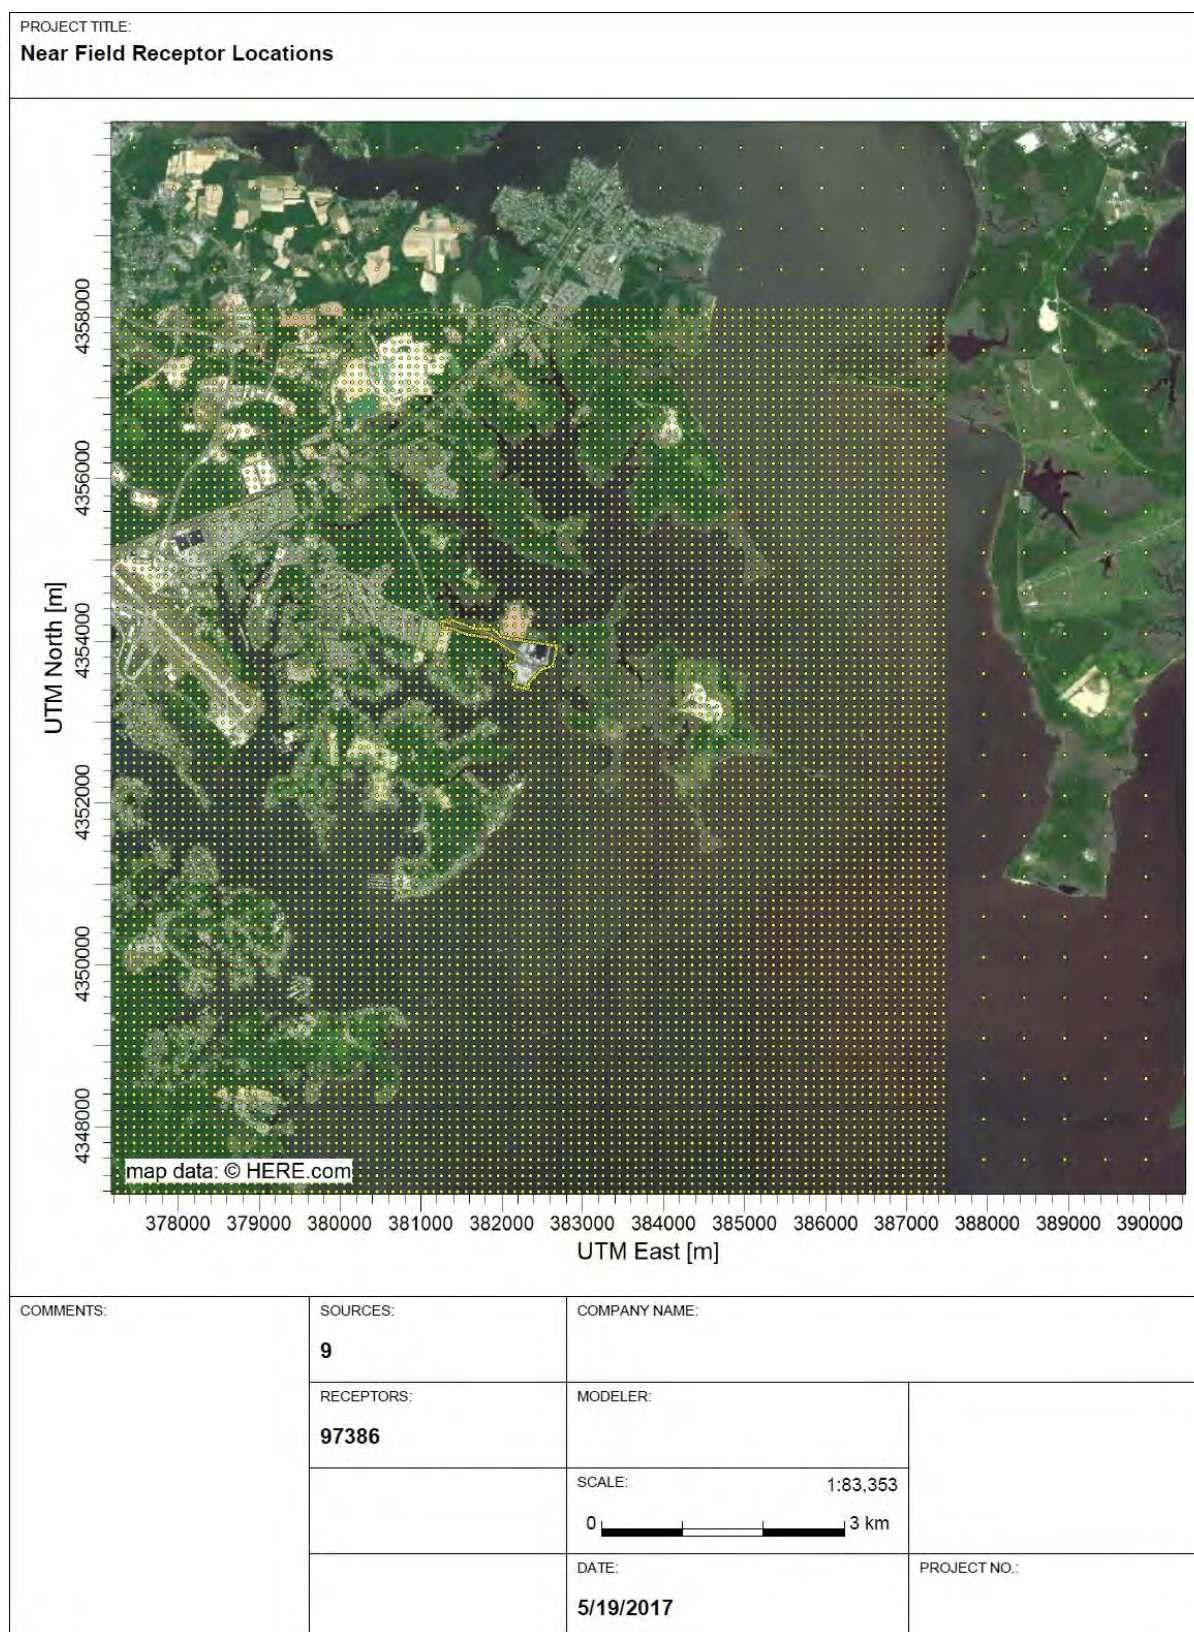 PROJECT TITLE:
Near Field Receptor Locations
UTM North [m]
4358000
4356000
4354000
4352000
4350000
4348000
map data: © HERE.com
378000 379000 380000 381000 382000 383000 384000 385000 386000 387000 388000 389000 390000
UTM East [m]
COMMENTS:
SOURCES:
9
COMPANY NAME:
RECEPTORS:
97386
MODELER:
SCALE: 1:83,353
0 3 km
DATE:
5/19/2017
PROJECT NO.: